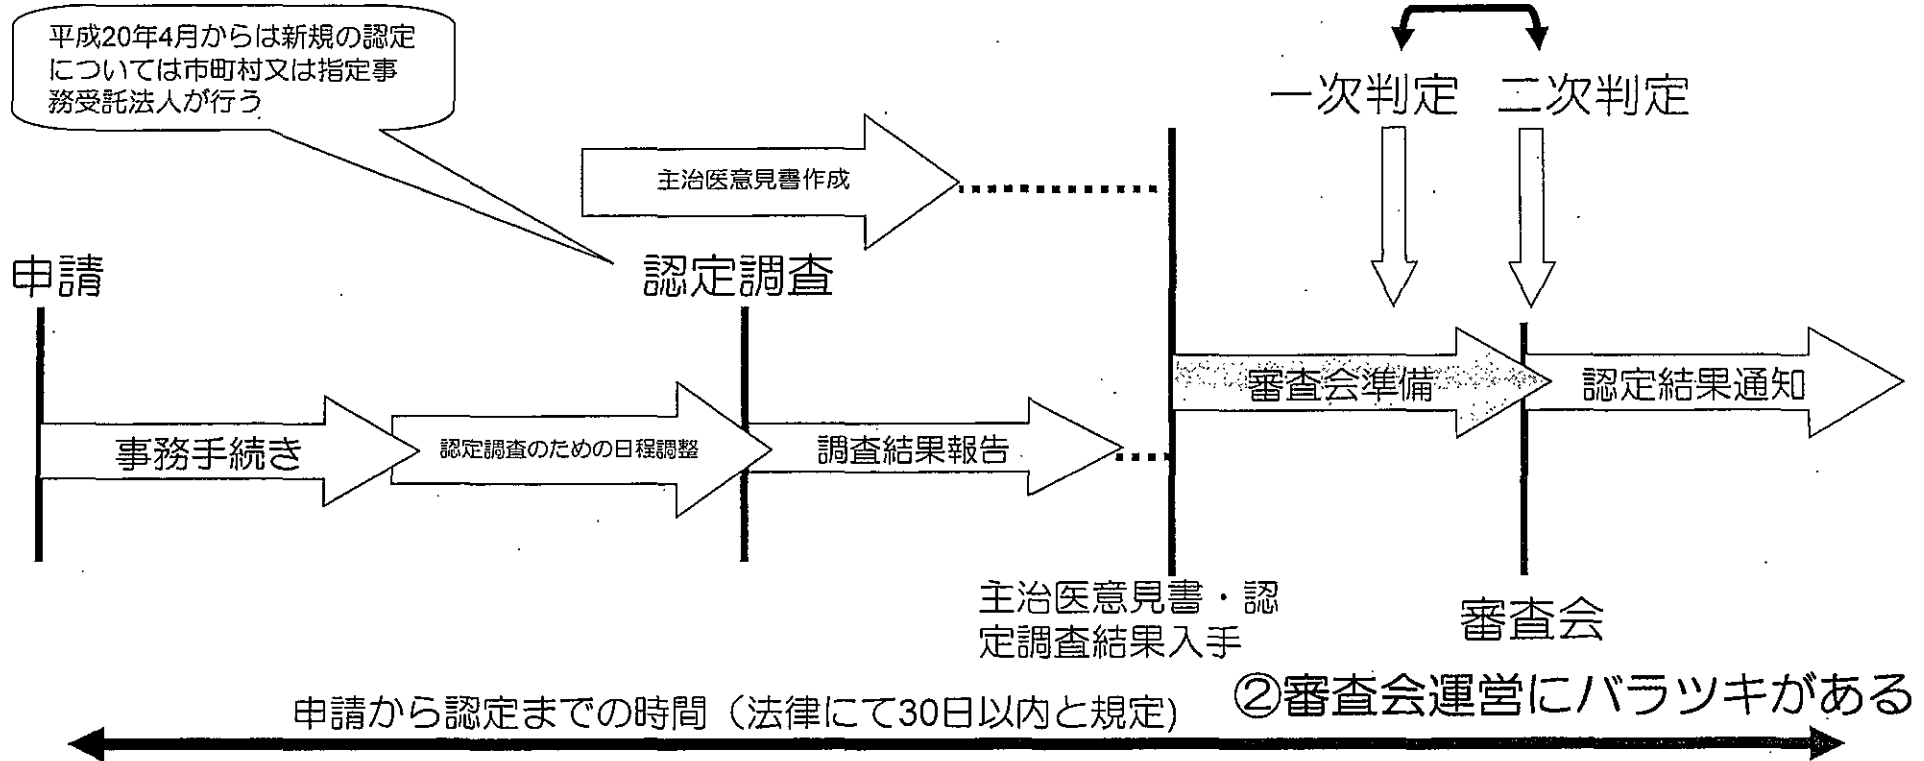 平成20年4月からは新規の認定
については市町村又は指定事
務受託法人が行う
一次判定
二次判定
主治医意見書作成
申請
認定調査
審査会準備
認定結果通知
事務手続き
認定調査のための日程調整
調査結果報告
主治医意見書・認
定調査結果入手
審査会
②審査会運営にバラツキがある
申請から認定までの時間（法律にて30日以内と規定)